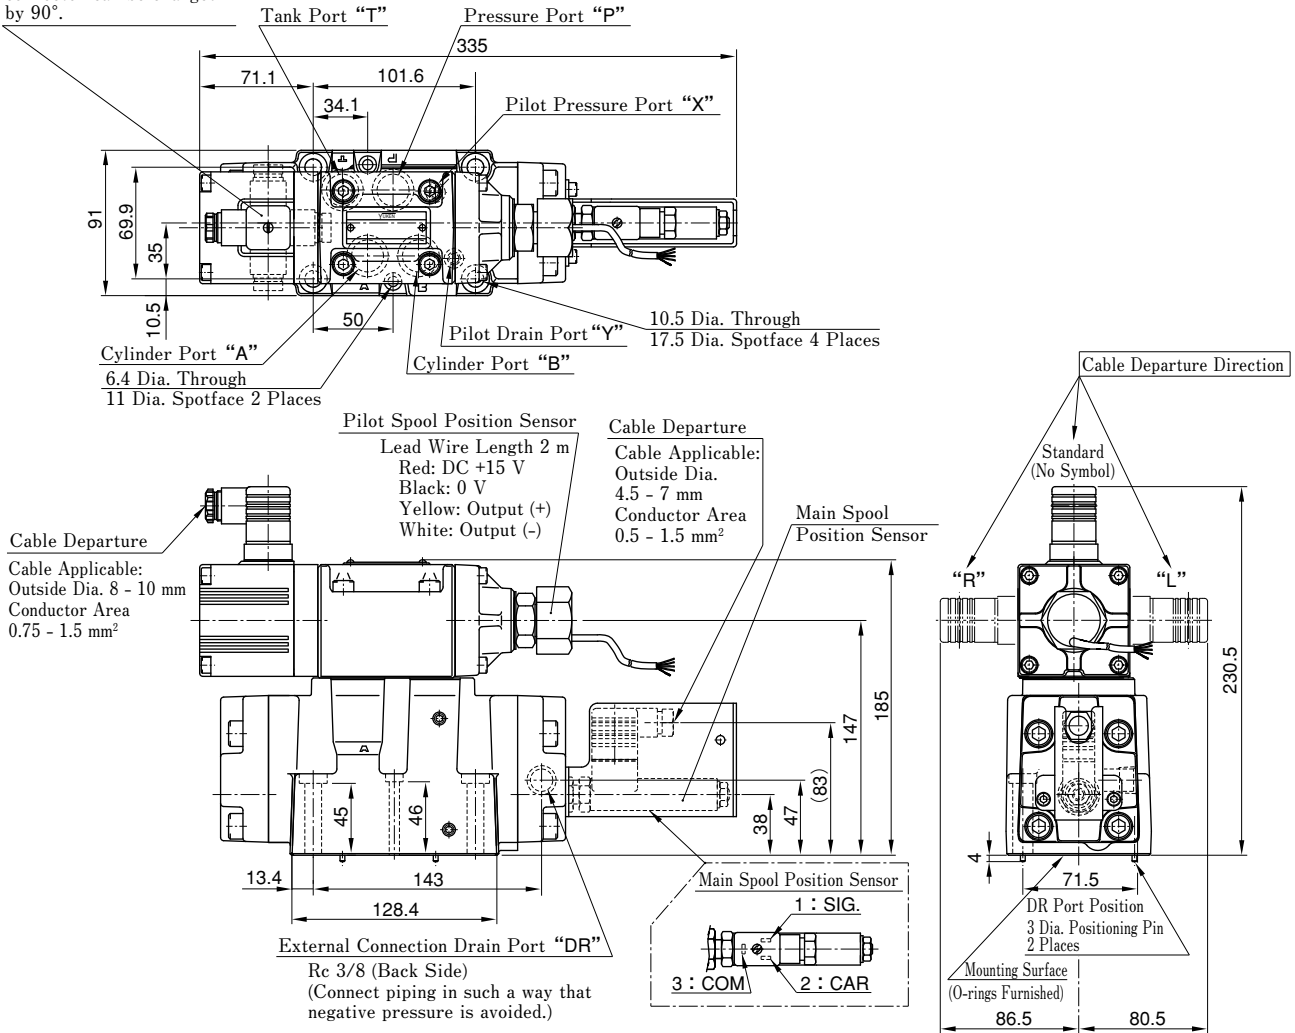 by 90°.
Tank Port “T”
Pressure Port “P”
335
71.1
101.6
34.1
Pilot Pressure Port “X”
T
P
91
69.9
35
10.5
YUKEN
A
B
50
Pilot Drain Port “Y”
10.5 Dia. Through
17.5 Dia. Spotface 4 Places
Cylinder Port “A”
Cylinder Port “B”
6.4 Dia. Through
11 Dia. Spotface 2 Places
Cable Departure Direction
Pilot Spool Position Sensor
Lead Wire Length 2 m
Red: DC +15 V
Black: 0 V
Yellow: Output (+)
White: Output (-)
Cable Departure
Cable Applicable:
Outside Dia.
4.5 - 7 mm
Conductor Area
0.5 - 1.5 mm²
Main Spool
Position Sensor
Standard
(No Symbol)
Cable Departure
Cable Applicable:
Outside Dia. 8 - 10 mm
Conductor Area
0.75 - 1.5 mm²
“R”
“L”
230.5
185
147
(83)
47
38
A
45
46
4
13.4
143
128.4
71.5
Main Spool Position Sensor
1 : SIG.
3 : COM
2 : CAR
External Connection Drain Port “DR”
Rc 3/8 (Back Side)
(Connect piping in such a way that
negative pressure is avoided.)
DR Port Position
3 Dia. Positioning Pin
2 Places
Mounting Surface
(O-rings Furnished)
86.5
80.5